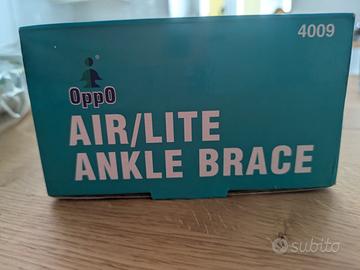 4009
OppO
AIR/LITE
ANKLE BRACE
subito